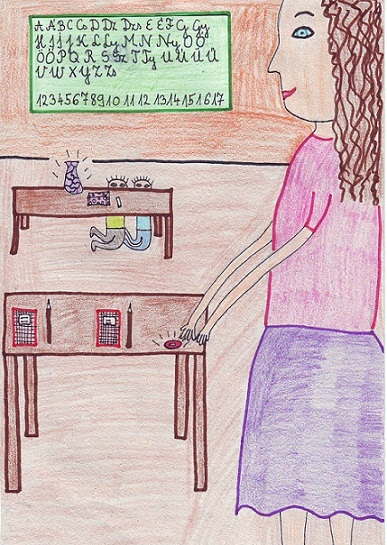 A Á B C Cs D Dz Dzs E É F G Gy
H I Í J K L Ly M N Ny O Ó
Ö Ő P Q R S Sz T Ty U Ú Ü Ű
V W X Y Z Zs
1 2 3 4 5 6 7 8 9 10 11 12 13 14 15 16 17